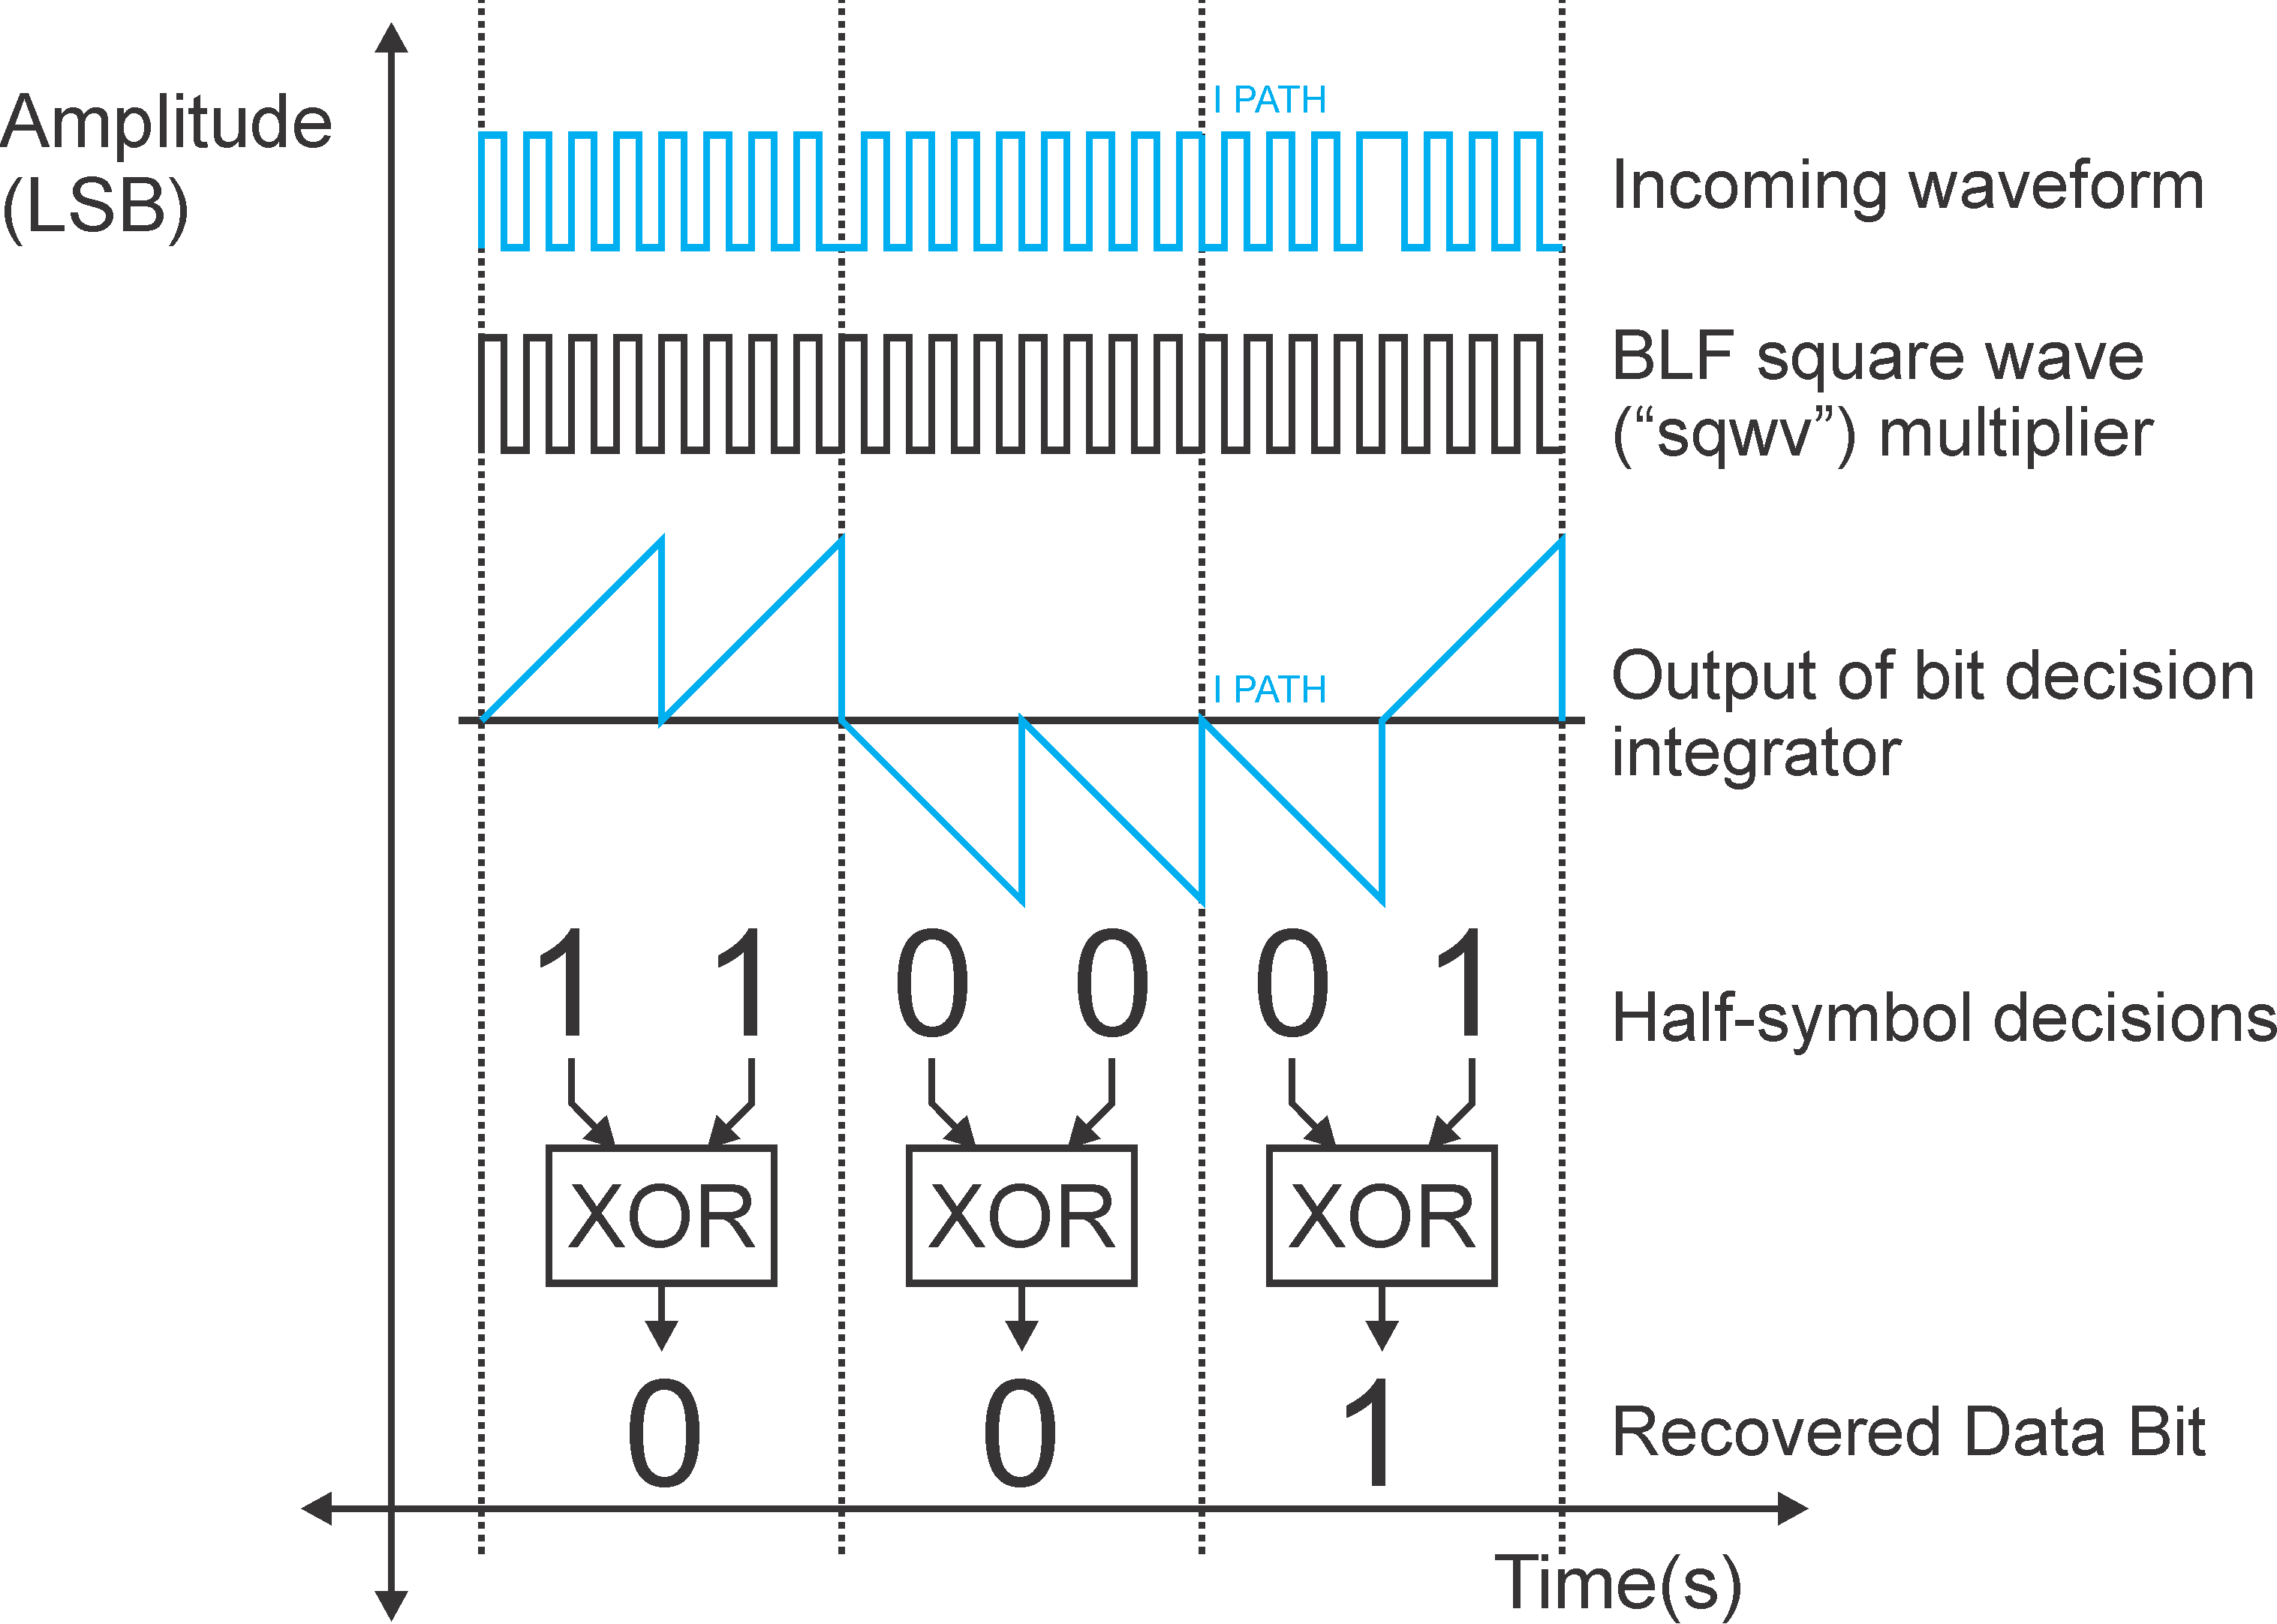 Amplitude
(LSB)
I PATH
Incoming waveform
BLF square wave
(“sqwv”) multiplier
I PATH
Output of bit decision
integrator
1 1 0 0 0 1
Half-symbol decisions
XOR XOR XOR
0 0 1
Recovered Data Bit
Time(s)